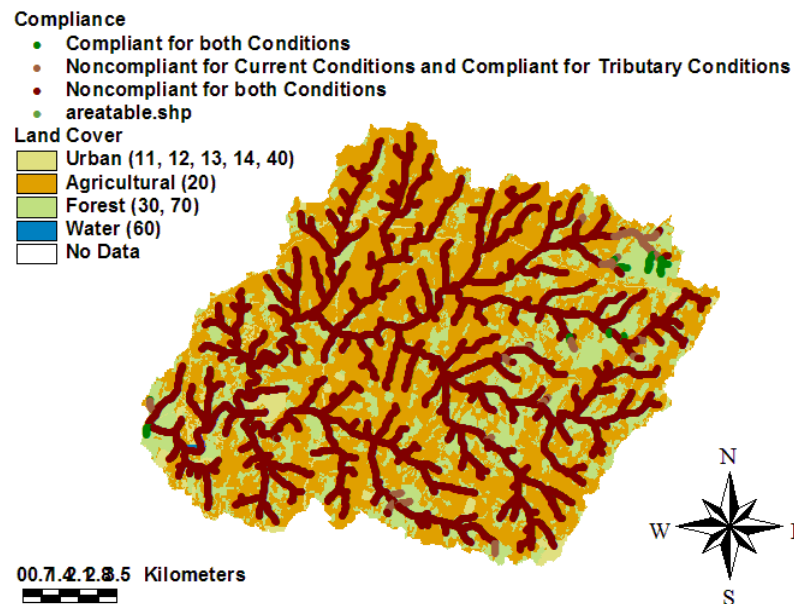 Compliance
Compliant for both Conditions
Noncompliant for Current Conditions and Compliant for Tributary Conditions
Noncompliant for both Conditions
areatable.shp
Land Cover
Urban (11, 12, 13, 14, 40)
Agricultural (20)
Forest (30, 70)
Water (60)
No Data
N
W
S
Kilometers